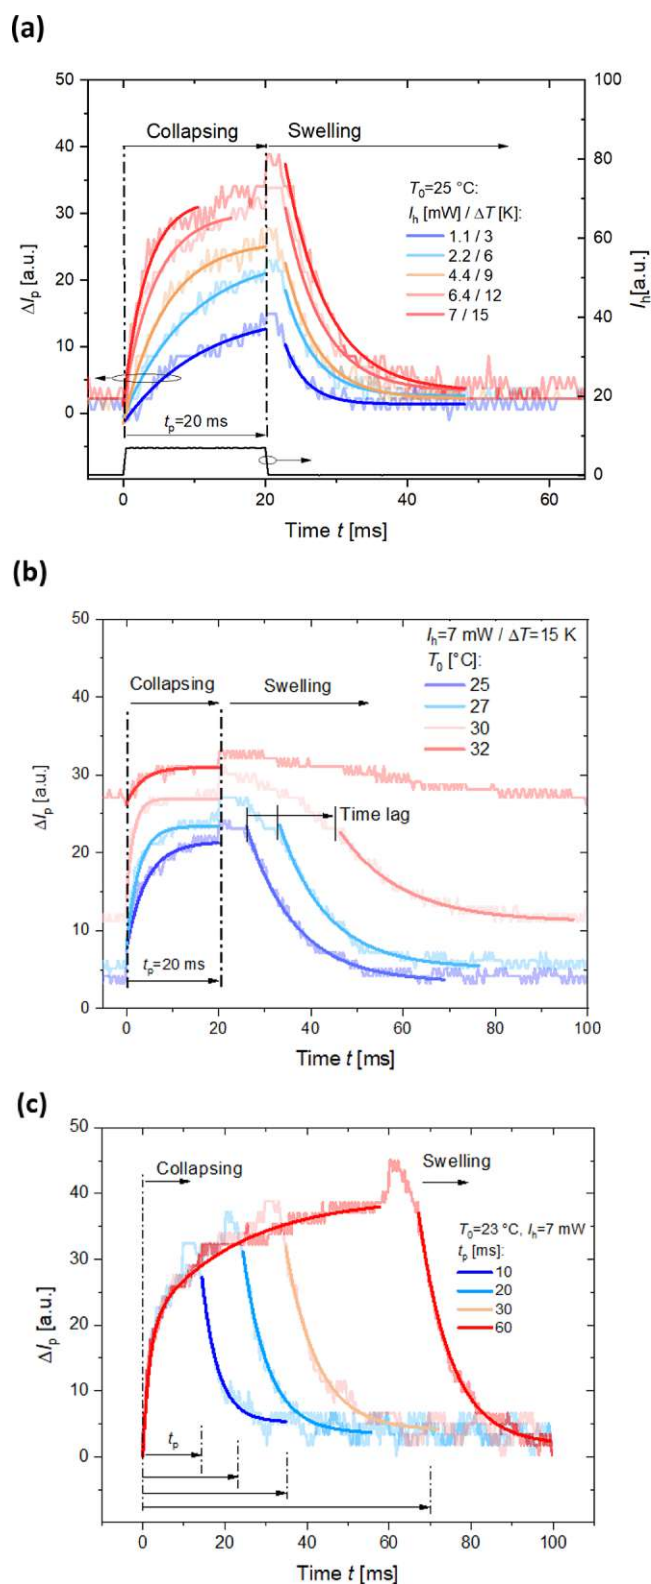 (a)
50
40
30
20
10
0
ΔIp [a.u.]
100
80
60
40
20
0
Ih[a.u.]
Collapsing
Swelling
T0=25 °C:
Ih [mW] / ΔT [K]:
1.1 / 3
2.2 / 6
4.4 / 9
6.4 / 12
7 / 15
tp=20 ms
0 20 40 60
Time t [ms]
(b)
50
40
30
20
10
0
ΔIp [a.u.]
Collapsing
Swelling
Ih=7 mW / ΔT=15 K
T0 [°C]:
25
27
30
32
Time lag
tp=20 ms
0 20 40 60 80 100
Time t [ms]
(c)
50
40
30
20
10
0
ΔIp [a.u.]
Collapsing
Swelling
T0=23 °C, Ih=7 mW
tp [ms]:
10
20
30
60
tp
0 20 40 60 80 100
Time t [ms]